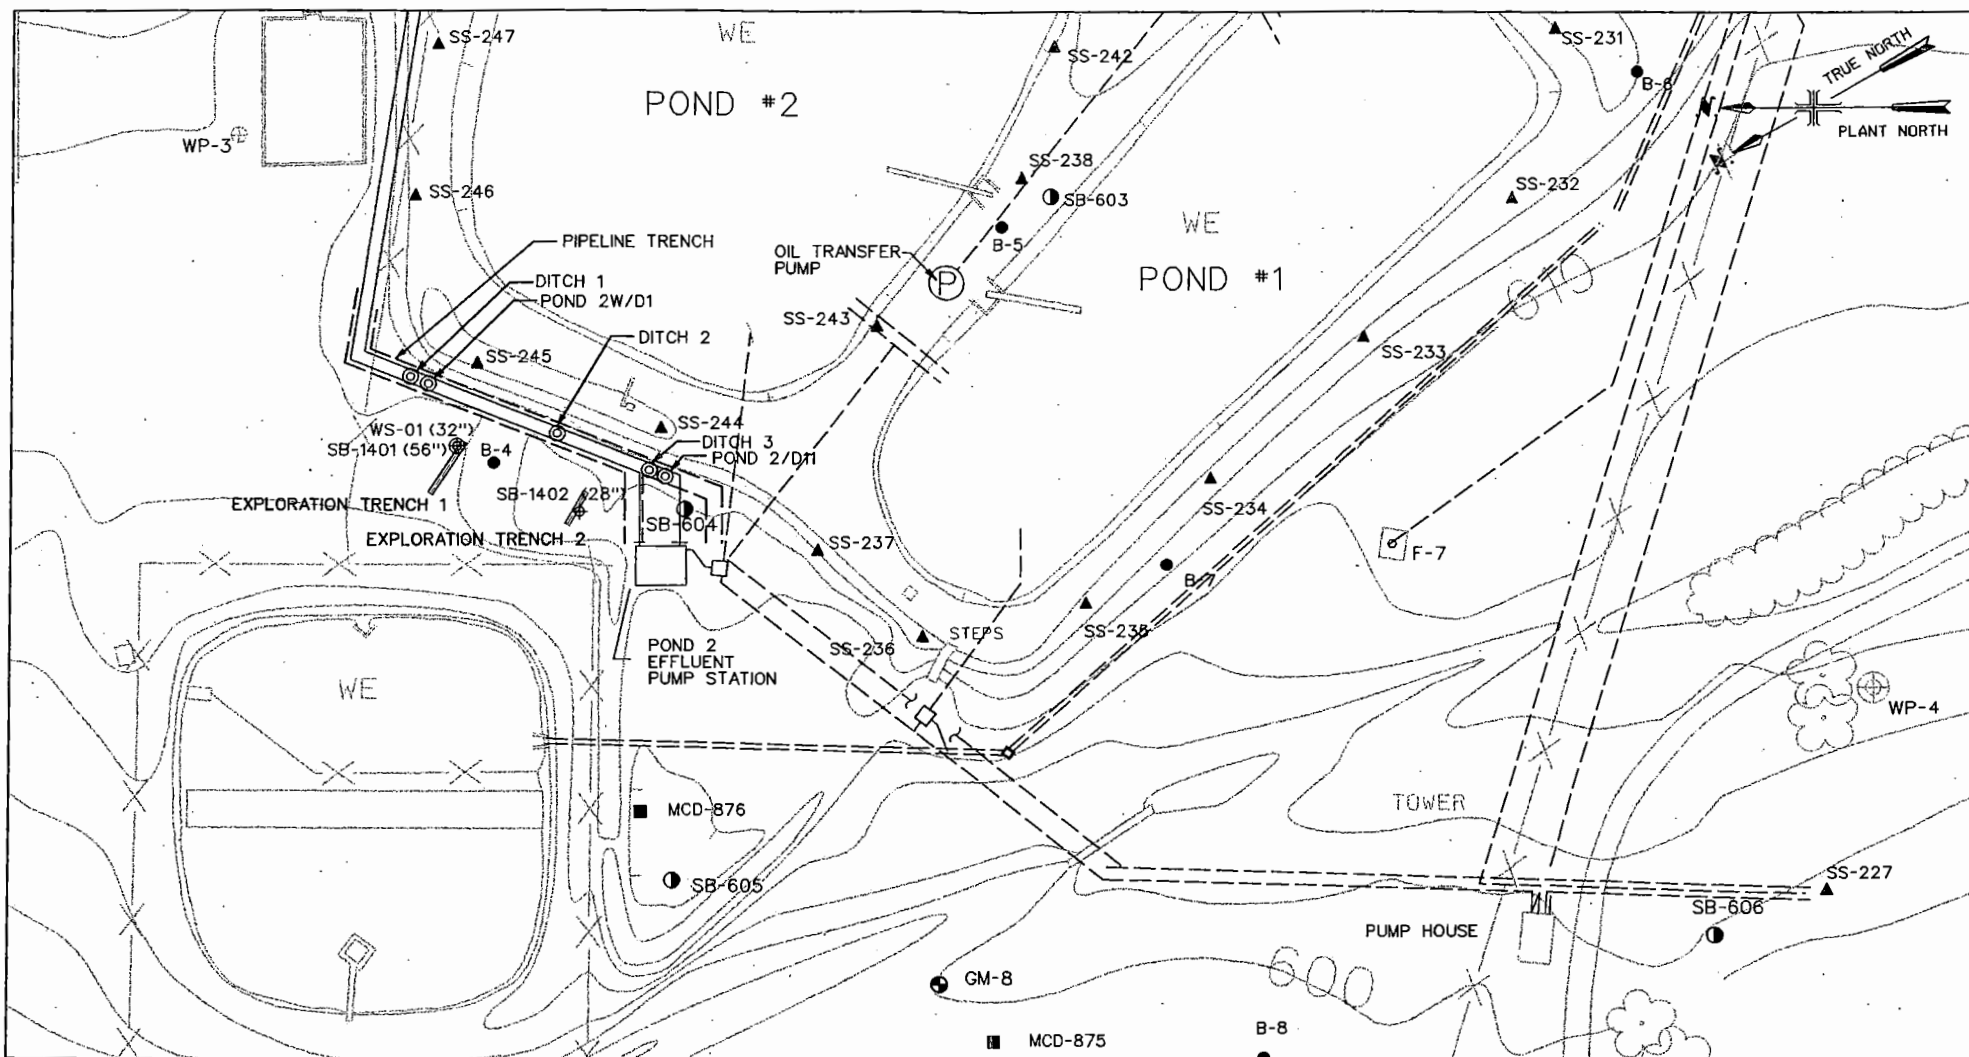 SS-247
WE
SS-242
SS-231
TRUE NORTH
B-6
POND #2
PLANT NORTH
WP-3
SS-238
SS-246
SB-603
SS-232
WE
PIPELINE TRENCH
B-5
OIL TRANSFER
PUMP
P
POND #1
DITCH 1
POND 2W/D1
610
SS-243
DITCH 2
SS-245
SS-233
SS-244
WS-01 (32")
DITCH 3
SB-1401 (56")
B-4
POND 2/D11
SB-1402 (28")
EXPLORATION TRENCH 1
SS-234
SB-604
EXPLORATION TRENCH 2
SS-237
F-7
B-7
SS-235
STEPS
POND 2
EFFLUENT
PUMP STATION
SS-236
WE
WP-4
TOWER
MCD-876
SS-227
SB-605
SB-606
PUMP HOUSE
600
GM-8
B-8
MCD-875